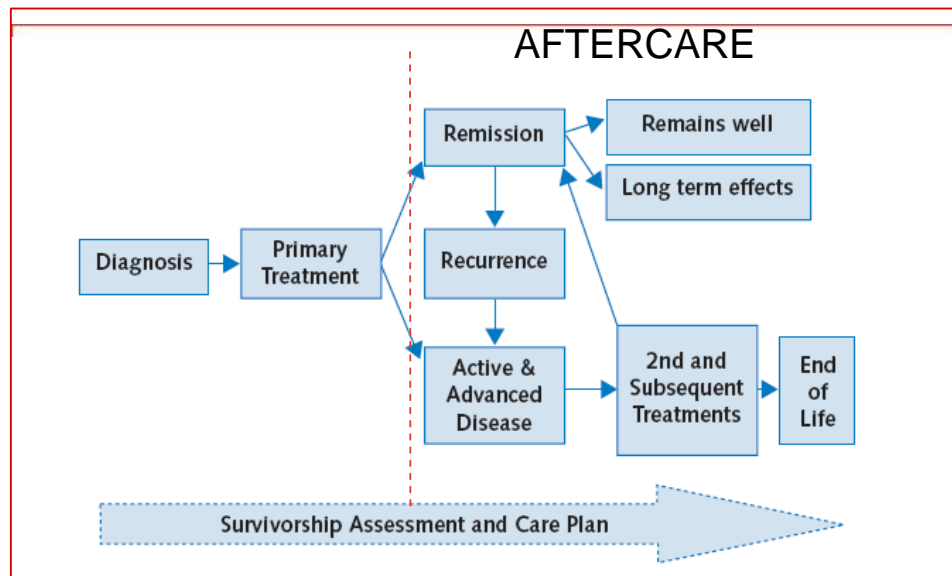 AFTERCARE
Remission
Remains well
Long term effects
Diagnosis
Primary
Treatment
Recurrence
Active &
Advanced
Disease
2nd and
Subsequent
Treatments
End
of
Life
Survivorship Assessment and Care Plan